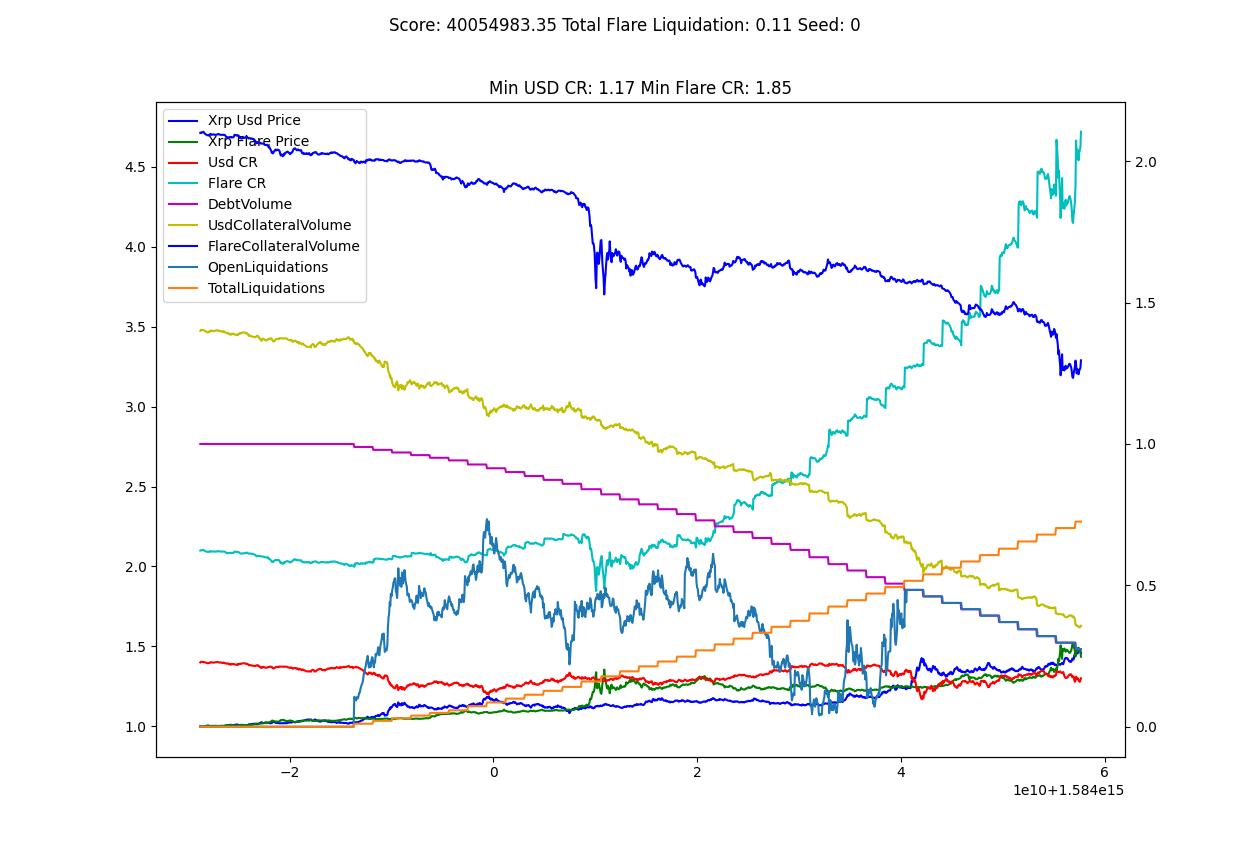 Score: 40054983.35 Total Flare Liquidation: 0.11 Seed: 0
Min USD CR: 1.17 Min Flare CR: 1.85
Xrp Usd Price
Xrp Flare Price
Usd CR
Flare CR
DebtVolume
UsdCollateralVolume
FlareCollateralVolume
OpenLiquidations
TotalLiquidations
4.5
4.0
3.5
3.0
2.5
2.0
1.5
1.0
2.0
1.5
1.0
0.5
0.0
−2
0
2
4
6
1e10+1.584e15